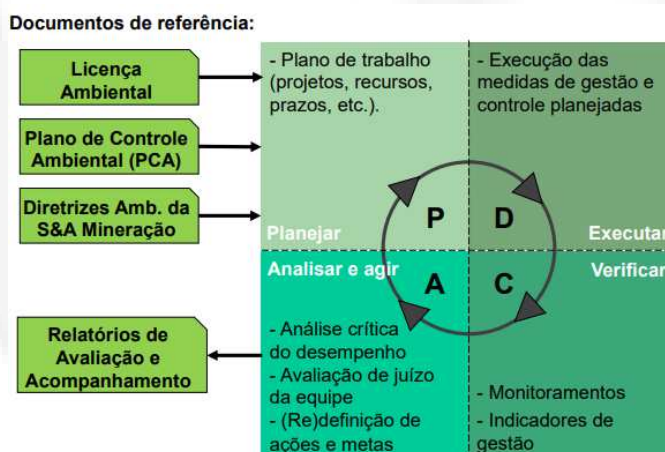 Documentos de referência:
Licença
Ambiental
Plano de Controle
Ambiental (PCA)
Diretrizes Amb. da
S&A Mineração
Relatórios de
Avaliação e
Acompanhamento
- Plano de trabalho
(projetos, recursos,
prazos, etc.).
Planejar
P
- Execução das
medidas de gestão e
controle planejadas
D
Executar
Analisar e agir
A
- Análise crítica
do desempenho
- Avaliação de juízo
da equipe
- (Re)definição de
ações e metas
Verificar
C
- Monitoramentos
- Indicadores de
gestão